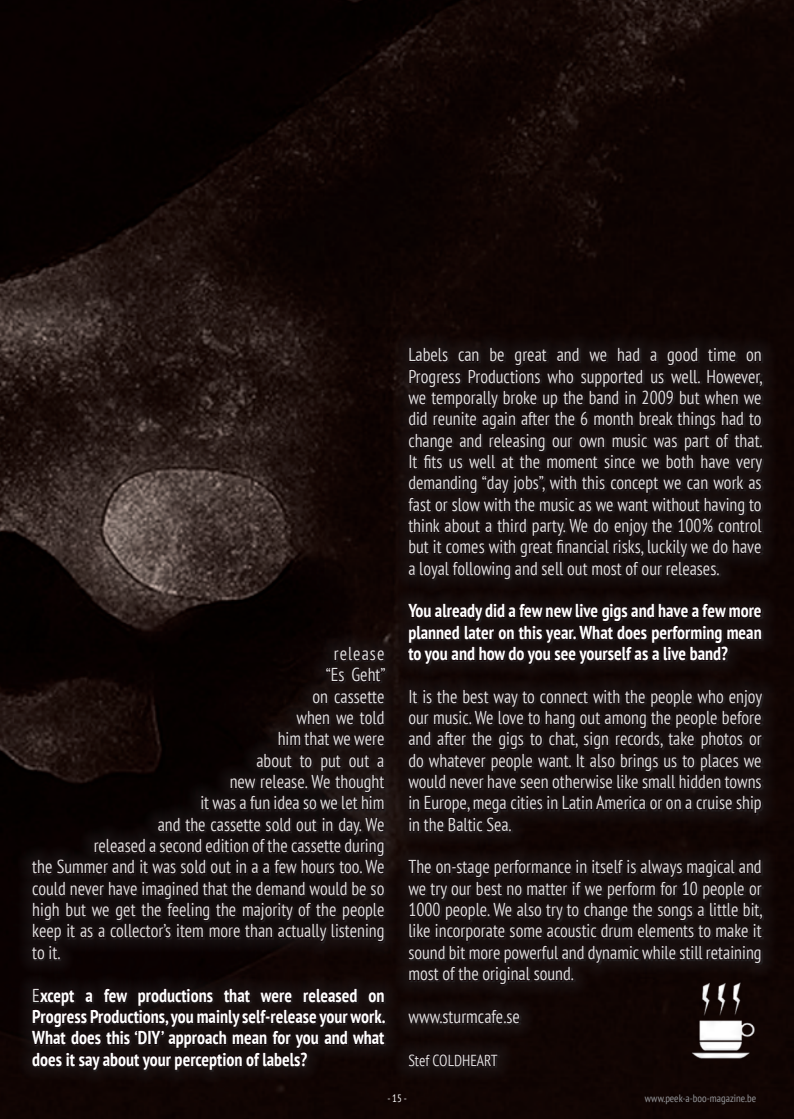 release
“Es Geht”
on cassette
when we told
him that we were
about to put out a
new release. We thought
it was a fun idea so we let him
and the cassette sold out in day. We
released a second edition of the cassette during
the Summer and it was sold out in a a few hours too. We
could never have imagined that the demand would be so
high but we get the feeling the majority of the people
keep it as a collector’s item more than actually listening
to it.
Except a few productions that were released on
Progress Productions, you mainly self-release your work.
What does this ‘DIY’ approach mean for you and what
does it say about your perception of labels?
Labels can be great and we had a good time on
Progress Productions who supported us well. However,
we temporally broke up the band in 2009 but when we
did reunite again after the 6 month break things had to
change and releasing our own music was part of that.
It fits us well at the moment since we both have very
demanding “day jobs”, with this concept we can work as
fast or slow with the music as we want without having to
think about a third party. We do enjoy the 100% control
but it comes with great financial risks, luckily we do have
a loyal following and sell out most of our releases.
You already did a few new live gigs and have a few more
planned later on this year. What does performing mean
to you and how do you see yourself as a live band?
It is the best way to connect with the people who enjoy
our music. We love to hang out among the people before
and after the gigs to chat, sign records, take photos or
do whatever people want. It also brings us to places we
would never have seen otherwise like small hidden towns
in Europe, mega cities in Latin America or on a cruise ship
in the Baltic Sea.
The on-stage performance in itself is always magical and
we try our best no matter if we perform for 10 people or
1000 people. We also try to change the songs a little bit,
like incorporate some acoustic drum elements to make it
sound bit more powerful and dynamic while still retaining
most of the original sound.
www.sturmcafe.se
Stef COLDHEART
- 15 -
www.peek-a-boo-magazine.be